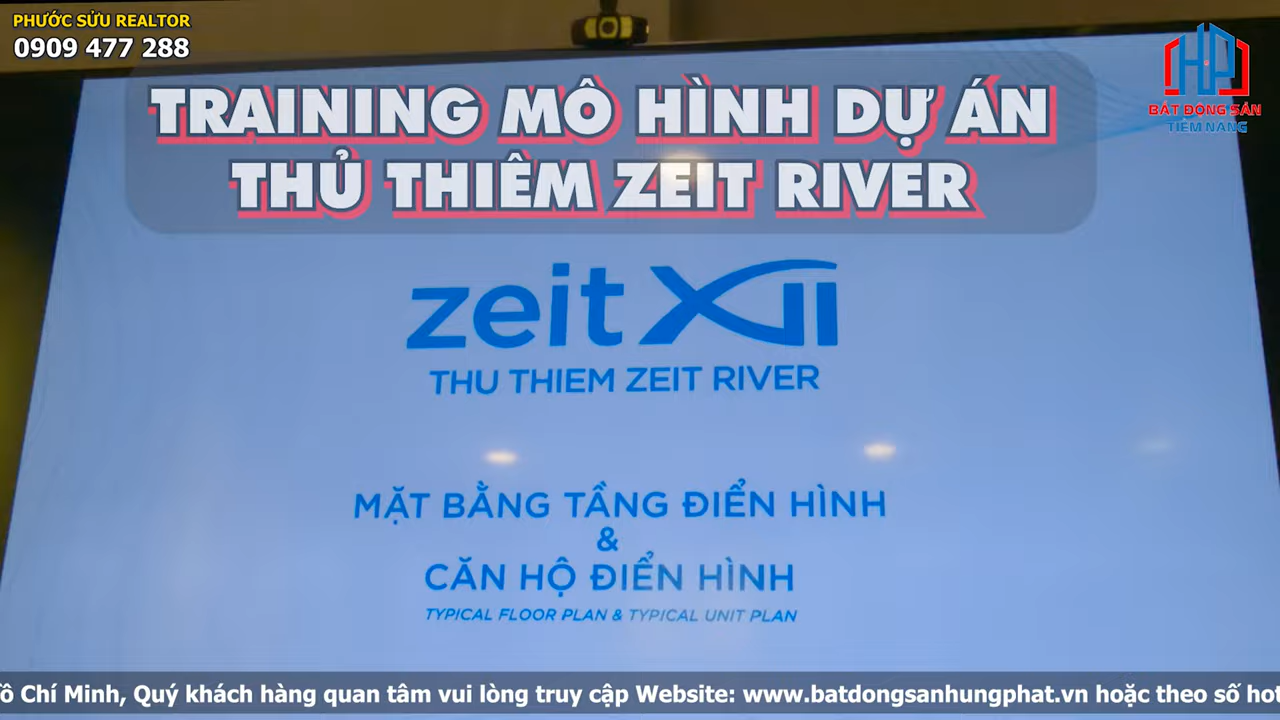 PHƯỚC SỬU REALTOR
0909 477 288
BẤT ĐỘNG SẢN
TIỀM NĂNG
TRAINING MÔ HÌNH DỰ ÁN
THỦ THIÊM ZEIT RIVER
zeit XII
THU THIEM ZEIT RIVER
MẶT BẰNG TẦNG ĐIỂN HÌNH
&
CĂN HỘ ĐIỂN HÌNH
TYPICAL FLOOR PLAN & TYPICAL UNIT PLAN
Chí Minh, Quý khách hàng quan tâm vui lòng truy cập Website: www.batdongsanhungphat.vn hoặc theo số